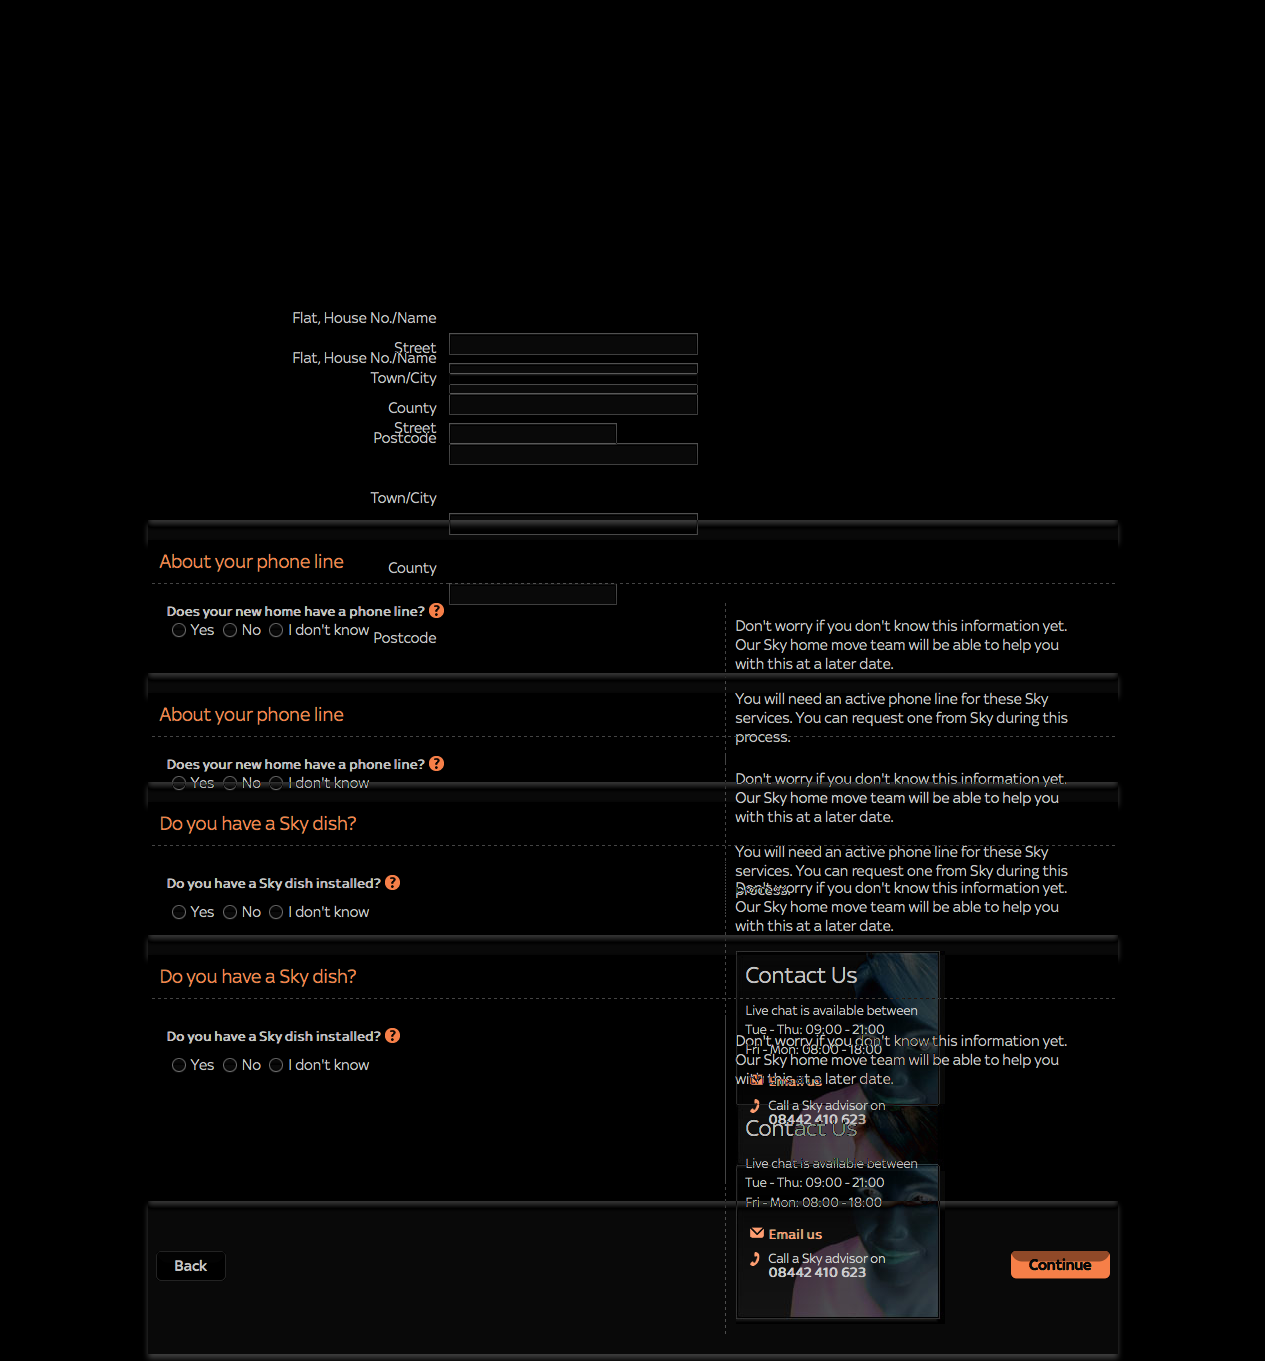 Flat, House No./Name
Street
Flat, House No./Name
Town/City
County
Street
Postcode
Town/City
About your phone line
County
Does your new home have a phone line? ?
Yes No I don't know
Postcode
Don't worry if you don't know this information yet.
Our Sky home move team will be able to help you
with this at a later date.
About your phone line
You will need an active phone line for these Sky
services. You can request one from Sky during this
process.
Does your new home have a phone line? ?
Yes No I don't know
Don't worry if you don't know this information yet.
Our Sky home move team will be able to help you
with this at a later date.
Do you have a Sky dish?
You will need an active phone line for these Sky
services. You can request one from Sky during this
process.
Do you have a Sky dish installed? ?
Yes No I don't know
Don't worry if you don't know this information yet.
Our Sky home move team will be able to help you
with this at a later date.
Do you have a Sky dish?
Contact Us
Live chat is available between
Tue - Thu: 09:00 - 21:00
Fri - Mon: 08:00 - 18:00
Do you have a Sky dish installed? ?
Yes No I don't know
Don't worry if you don't know this information yet.
Our Sky home move team will be able to help you
with this at a later date.
Email us
Call a Sky advisor on
08442 410 623
Contact Us
Live chat is available between
Tue - Thu: 09:00 - 21:00
Fri - Mon: 08:00 - 18:00
Email us
Call a Sky advisor on
08442 410 623
Back
Continue